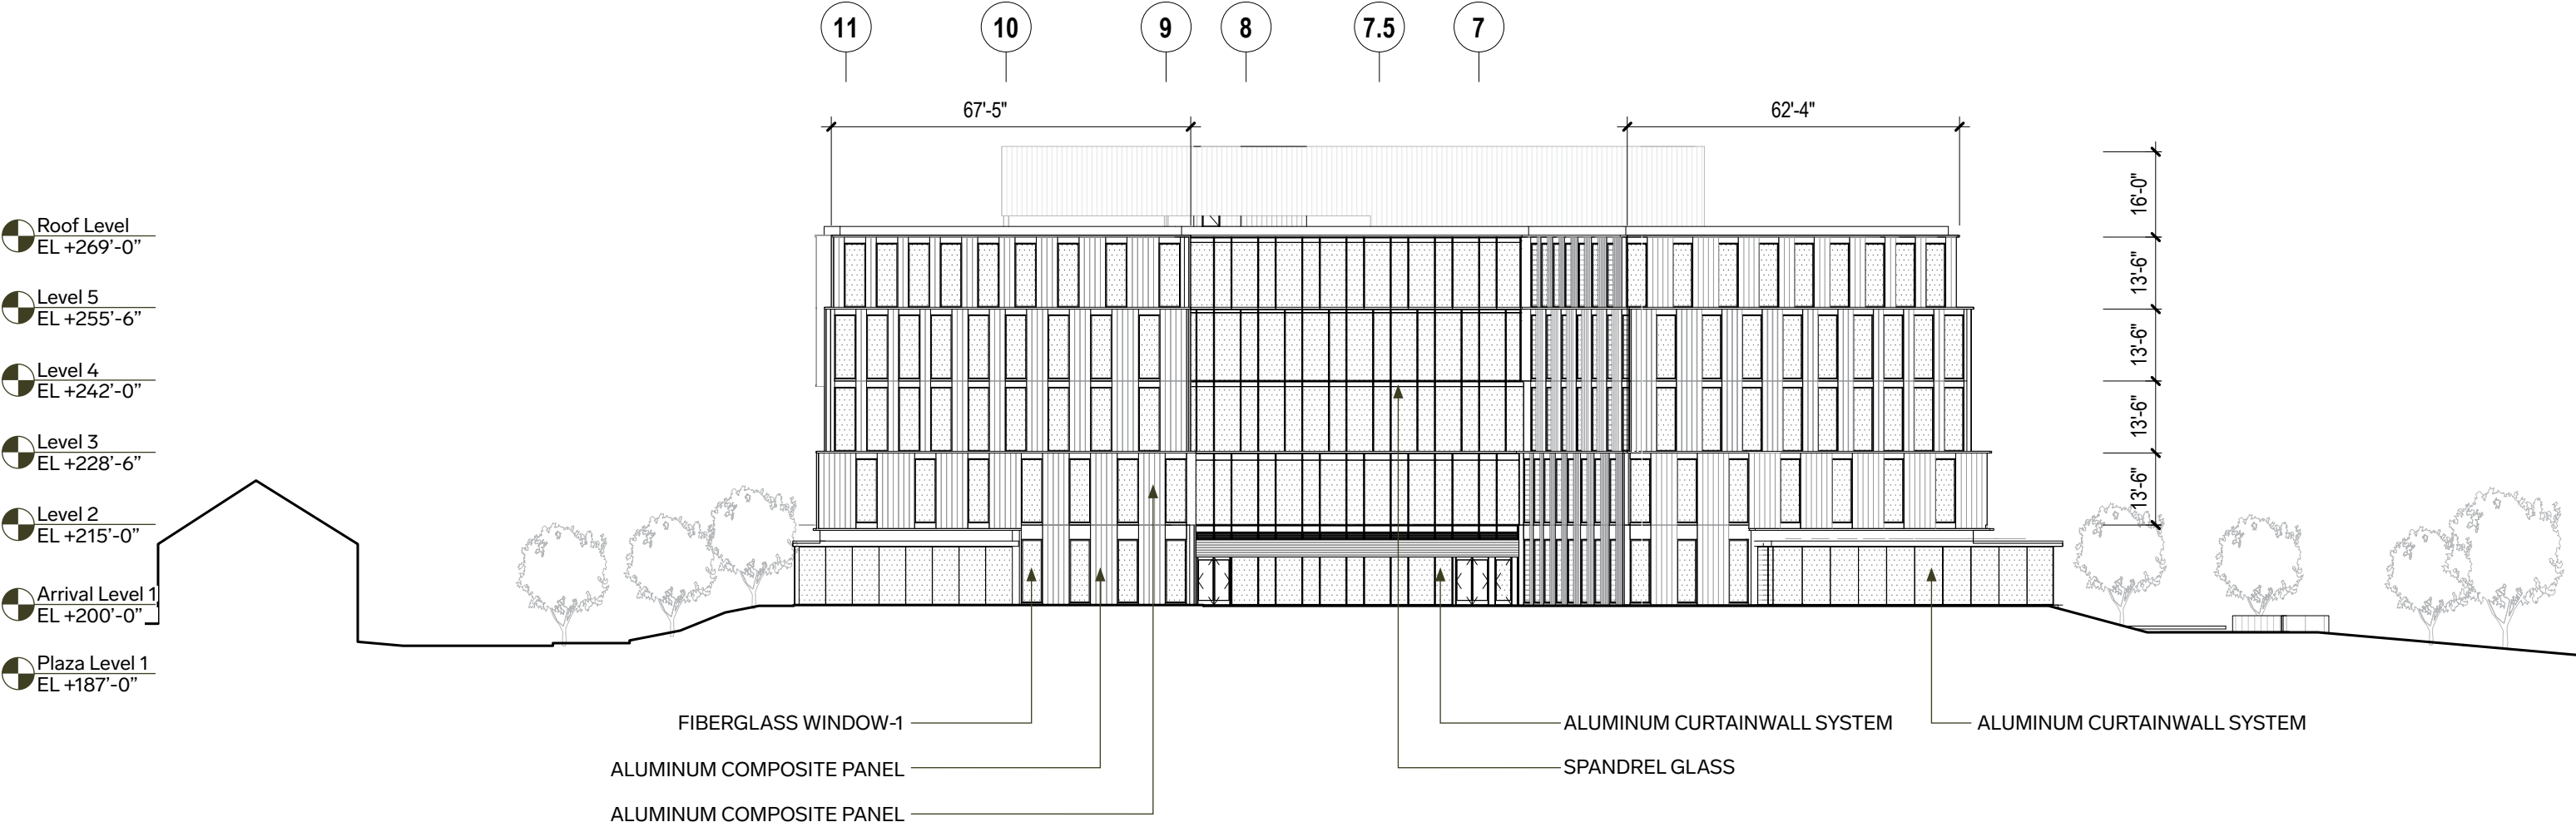 11 10 9 8 7.5 7
67'-5" 62'-4"
16'-0"
Roof Level
EL +269'-0”
13'-6"
Level 5
EL +255'-6”
13'-6"
Level 4
EL +242'-0”
13'-6"
Level 3
EL +228'-6”
13'-6"
Level 2
EL +215'-0”
Arrival Level 1
EL +200'-0”
Plaza Level 1
EL +187'-0”
FIBERGLASS WINDOW-1
ALUMINUM COMPOSITE PANEL
ALUMINUM COMPOSITE PANEL
ALUMINUM CURTAINWALL SYSTEM
SPANDREL GLASS
ALUMINUM CURTAINWALL SYSTEM